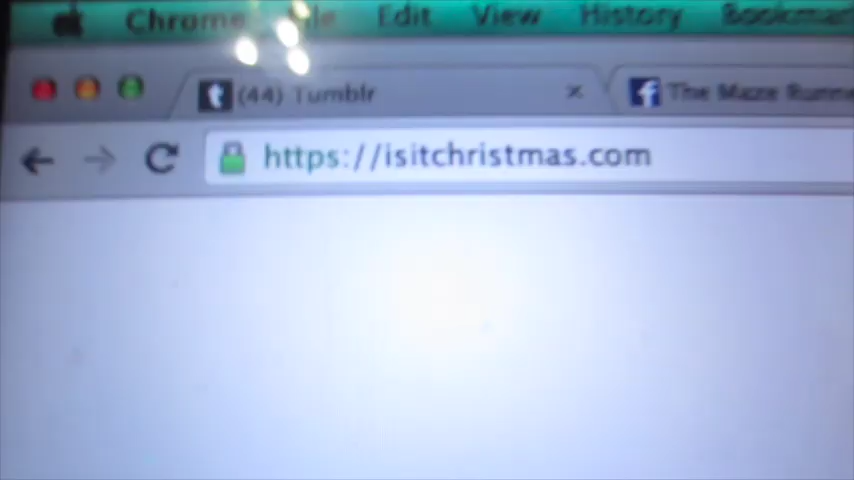 Chrome File Edit View History Bookmar
(44) Tumblr The Maze Runne
https://isitchristmas.com